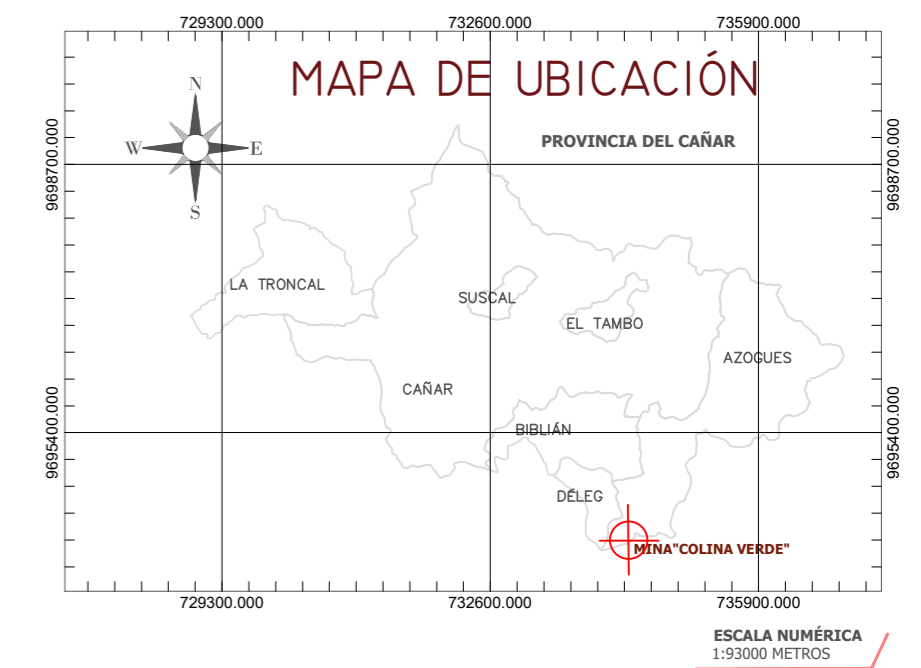 729300.000 732600.000 735900.000
MAPA DE UBICACIÓN
N
W E
S
PROVINCIA DEL CAÑAR
9698700.000 9698700.000
LA TRONCAL
SUSCAL
EL TAMBO
AZOGUES
CAÑAR
9695400.000 9695400.000
BIBLIÁN
DÉLEG
MINA"COLINA VERDE"
729300.000 732600.000 735900.000
ESCALA NUMÉRICA
1:93000 METROS